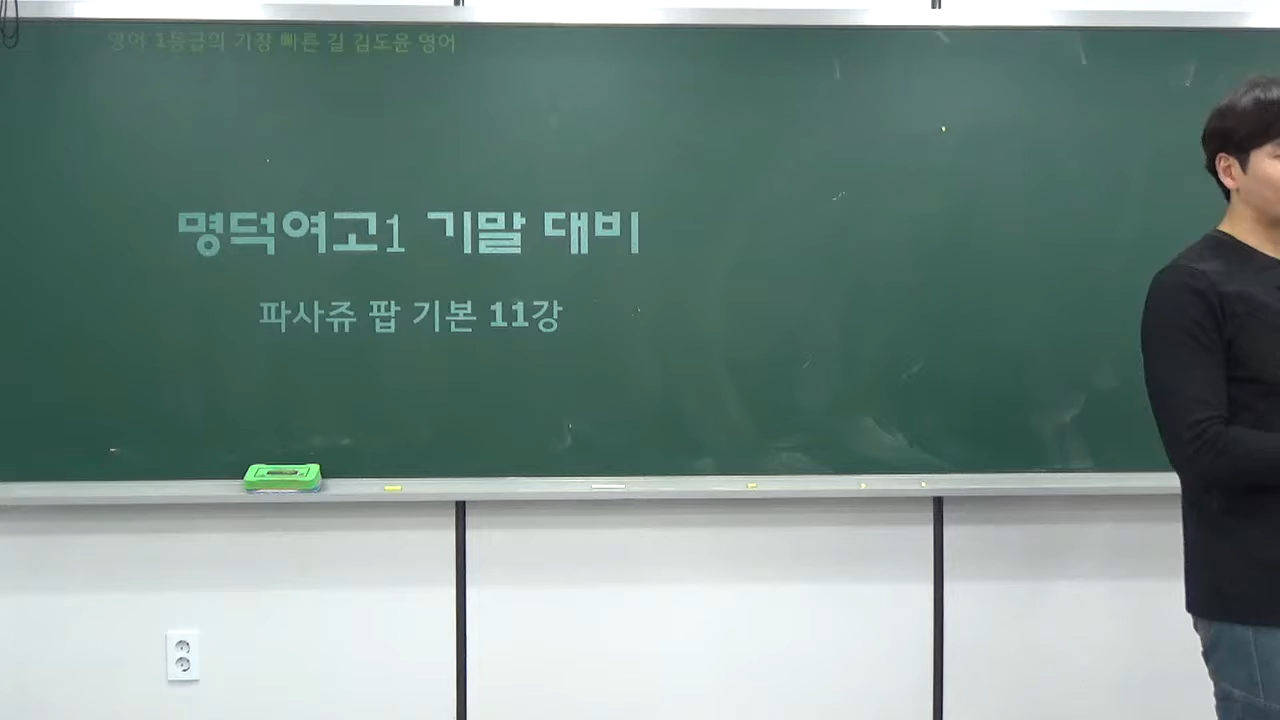 영어 1등급의 가장 빠른 길 김도윤 영어
명덕여고1 기말 대비
파사쥬 팝 기본 11강